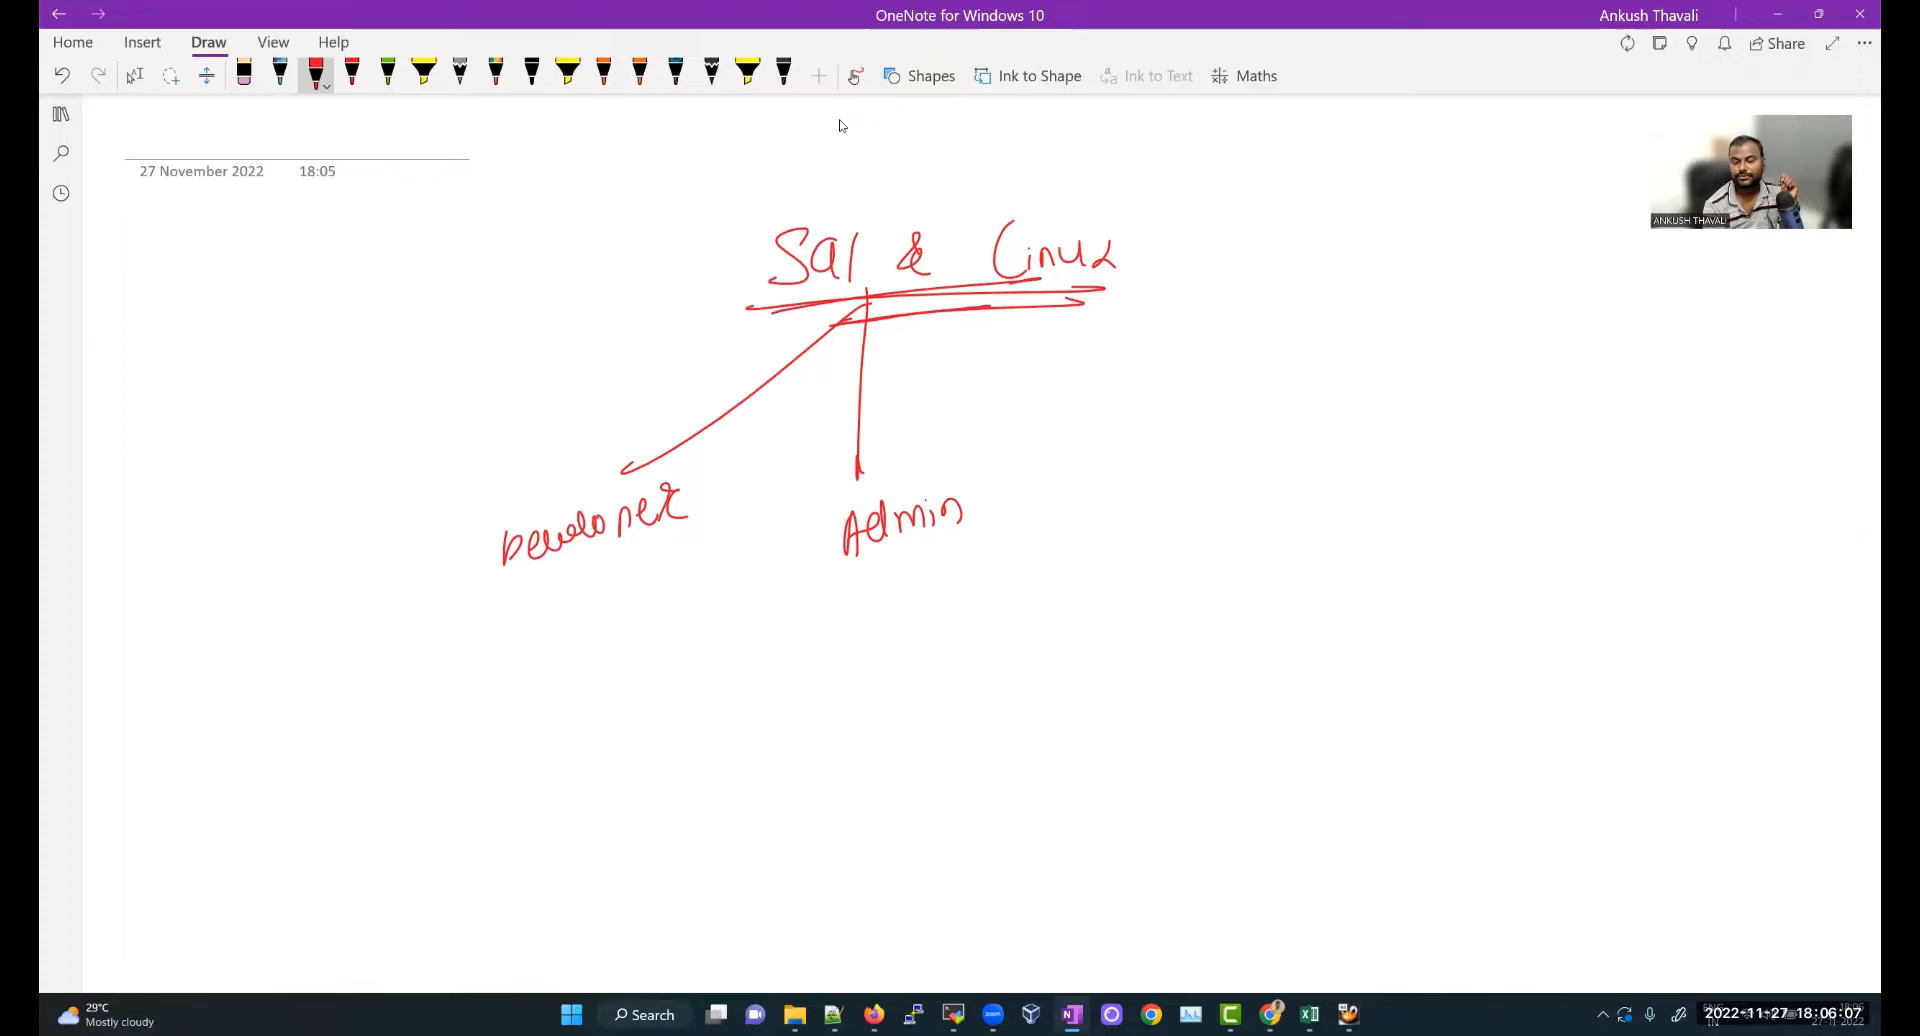 OneNote for Windows 10
Ankush Thavali
Home Insert Draw View Help
Share
Shapes Ink to Shape Ink to Text Maths
27 November 2022 18:05
ANKUSH THAVALI
Sql & Linux
Developer Admin
29°C
Mostly cloudy
Search
zoom
2022-11-27 18:06:07